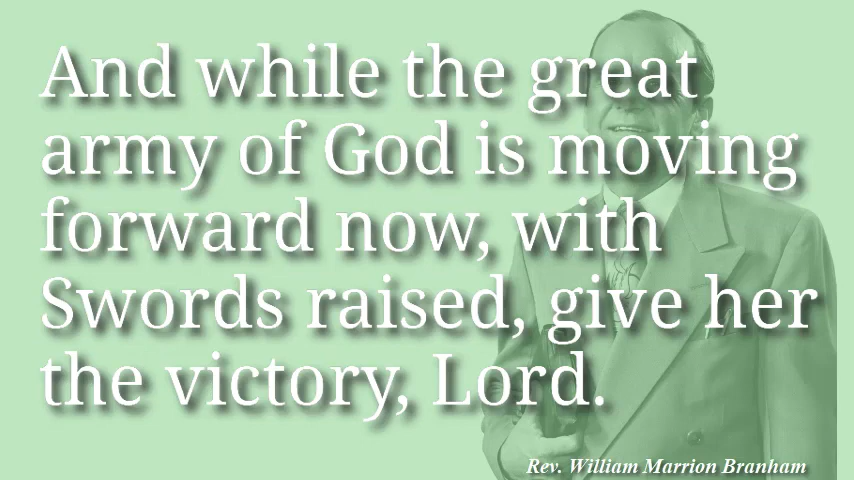 And while the great
army of God is moving
forward now, with
Swords raised, give her
the victory, Lord.
Rev. William Marrion Branham